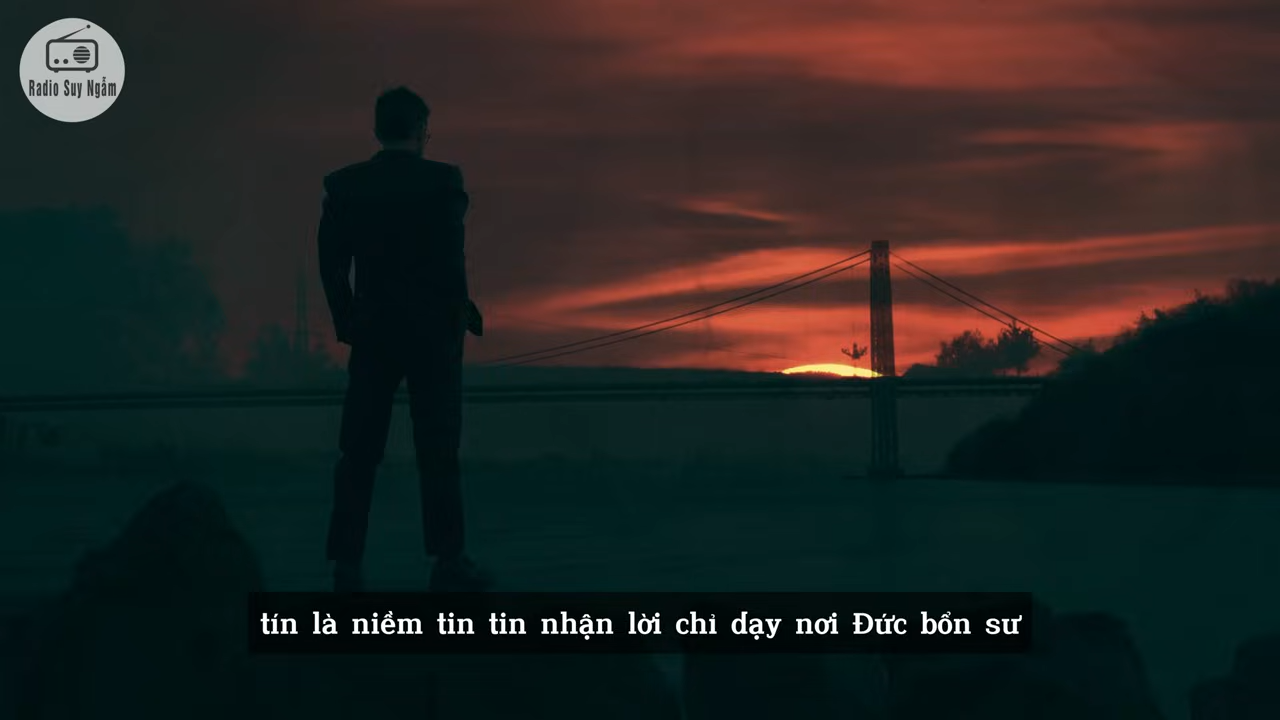 Radio Suy Ngẫm
tín là niềm tin tin nhận lời chỉ dạy nơi Đức bổn sư